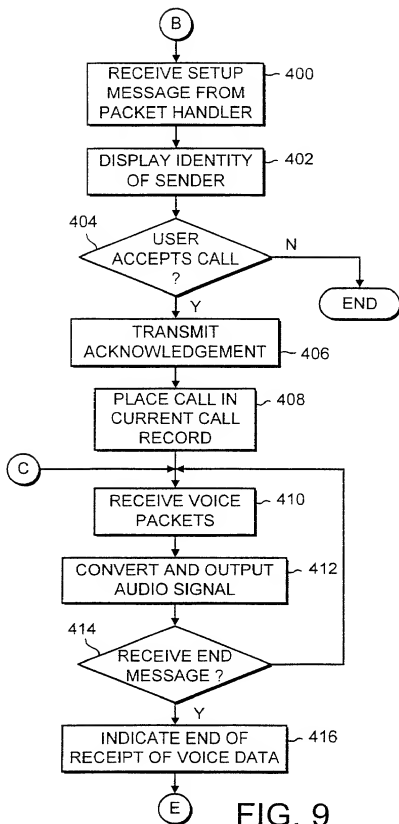 B
RECEIVE SETUP
MESSAGE FROM
PACKET HANDLER
400
DISPLAY IDENTITY
OF SENDER
402
404
USER
ACCEPTS CALL
?
N
END
Y
TRANSMIT
ACKNOWLEDGEMENT
406
PLACE CALL IN
CURRENT CALL
RECORD
408
C
RECEIVE VOICE
PACKETS
410
CONVERT AND OUTPUT
AUDIO SIGNAL
412
414
RECEIVE END
MESSAGE ?
Y
INDICATE END OF
RECEIPT OF VOICE DATA
416
E
FIG. 9